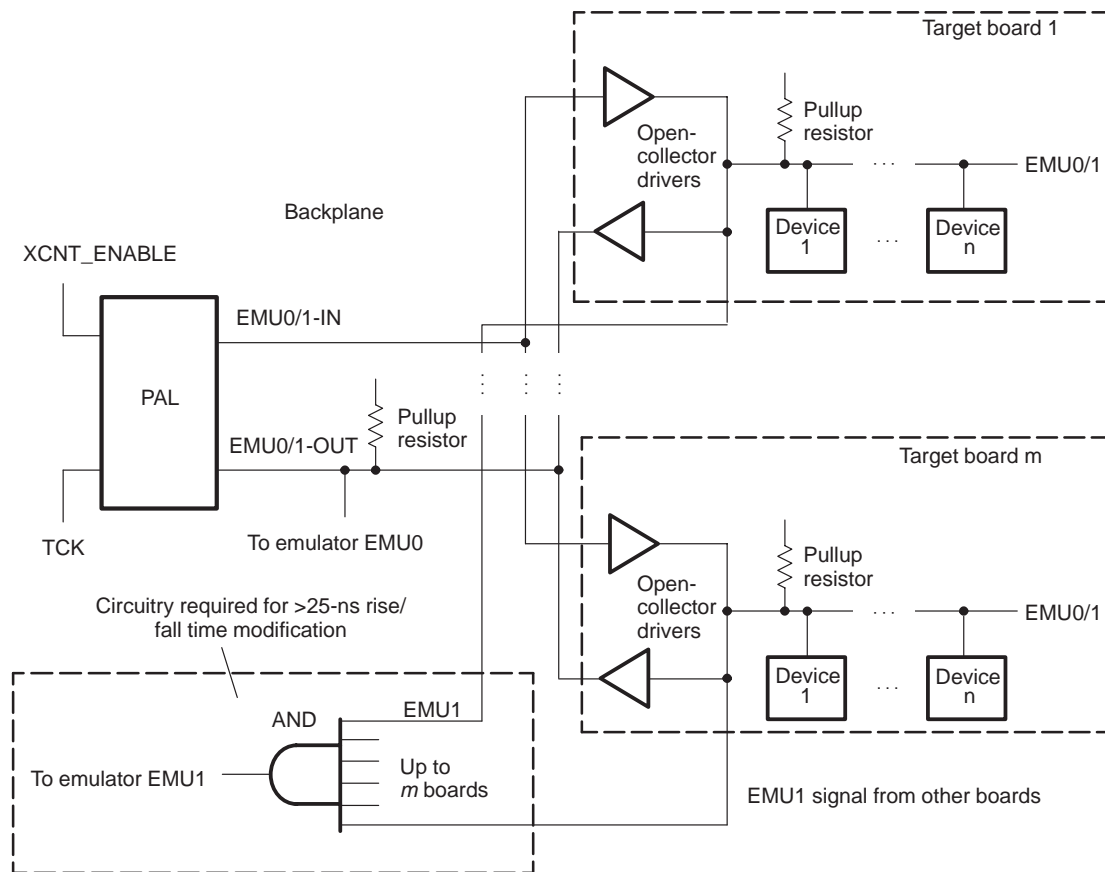 Target board 1
Pullup
resistor
Open-
collector
drivers
EMU0/1
Backplane
Device
1
. . .
Device
n
XCNT_ENABLE
EMU0/1-IN
PAL
Pullup
resistor
EMU0/1-OUT
Target board m
TCK
To emulator EMU0
Pullup
resistor
Open-
collector
drivers
EMU0/1
Circuitry required for >25-ns rise/
fall time modification
Device
1
. . .
Device
n
AND
EMU1
To emulator EMU1
Up to
m boards
EMU1 signal from other boards